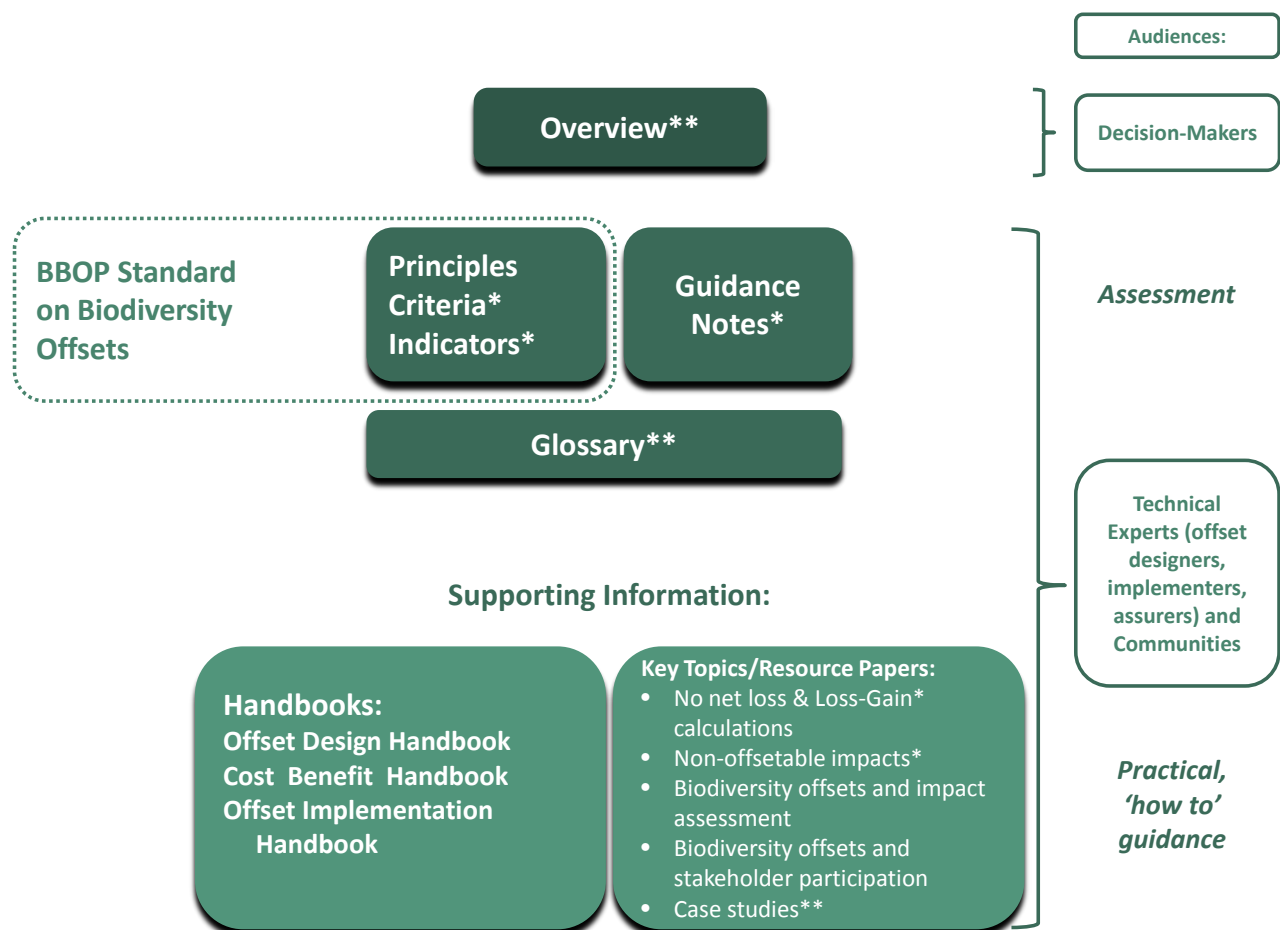 Audiences:
Overview**
Decision-Makers
BBOP Standard
on Biodiversity
Offsets
Principles
Criteria*
Indicators*
Guidance
Notes*
Assessment
Glossary**
Technical
Experts (offset
designers,
implementers,
assurers) and
Communities
Supporting Information:
Handbooks:
Offset Design Handbook
Cost Benefit Handbook
Offset Implementation
Handbook
Key Topics/Resource Papers:
• No net loss & Loss-Gain*
calculations
• Non-offsetable impacts*
• Biodiversity offsets and impact
assessment
• Biodiversity offsets and
stakeholder participation
• Case studies**
Practical,
‘how to’
guidance